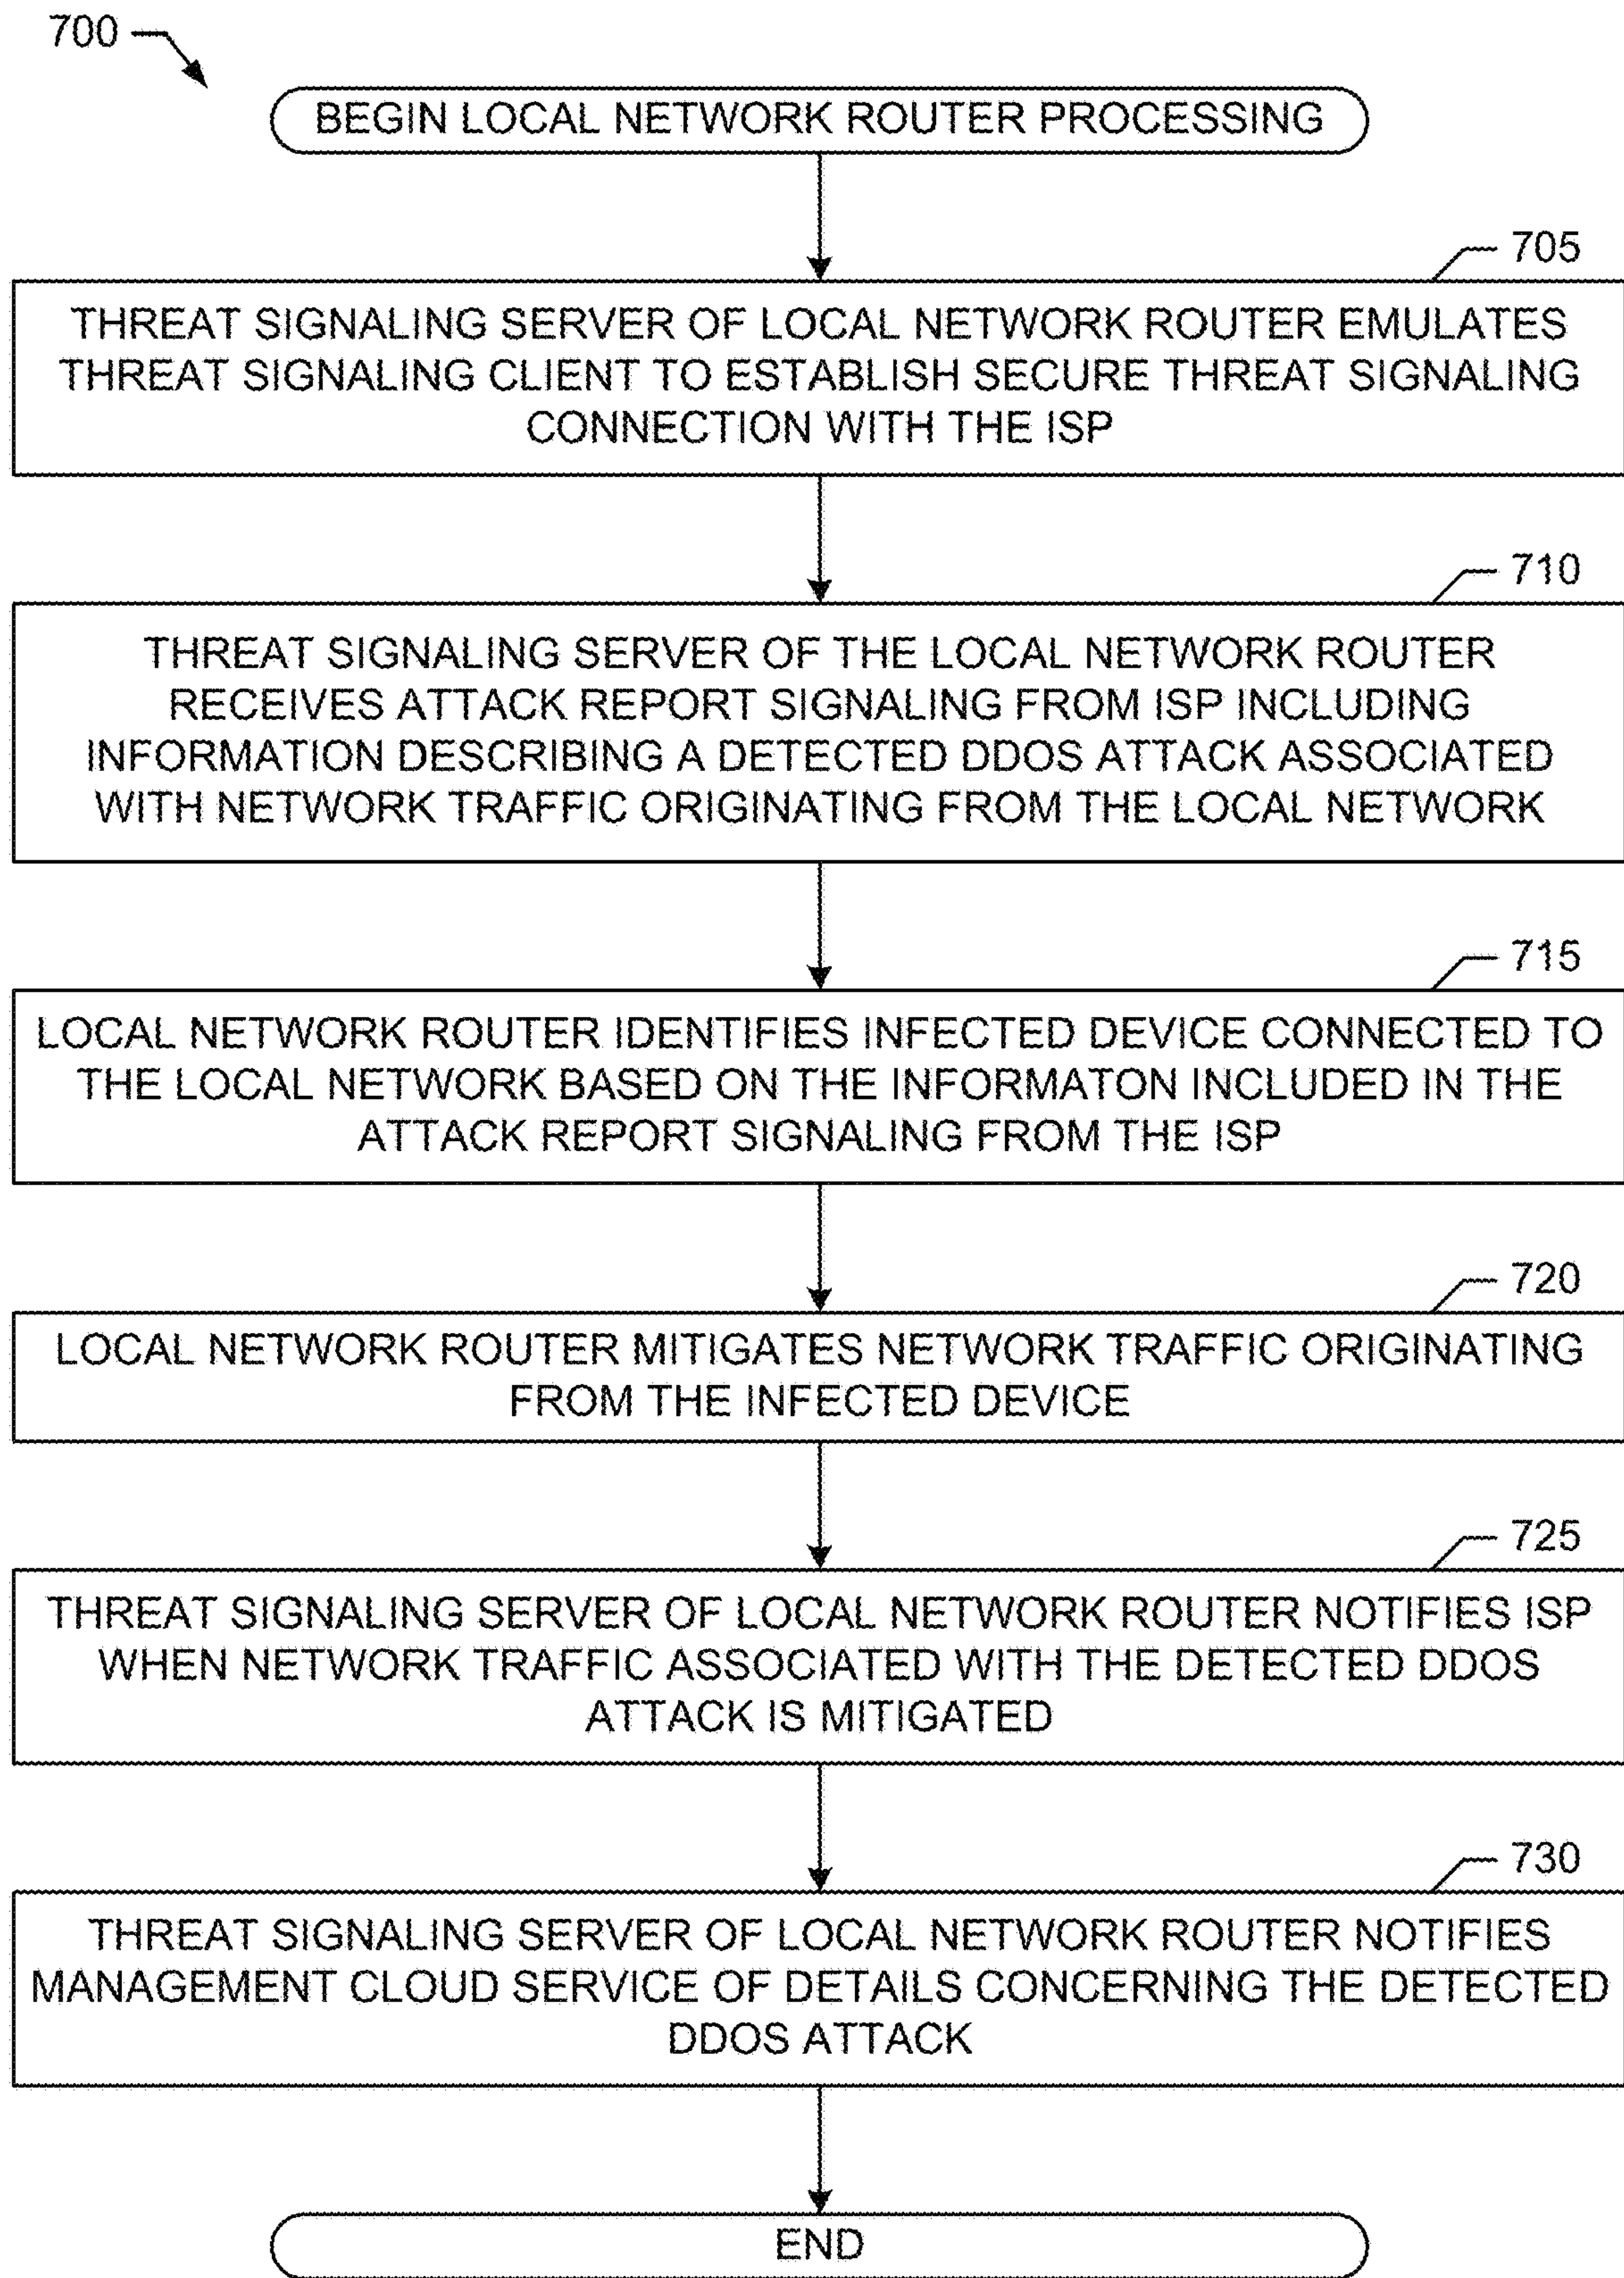 700
BEGIN LOCAL NETWORK ROUTER PROCESSING
705
THREAT SIGNALING SERVER OF LOCAL NETWORK ROUTER EMULATES
THREAT SIGNALING CLIENT TO ESTABLISH SECURE THREAT SIGNALING
CONNECTION WITH THE ISP
710
THREAT SIGNALING SERVER OF THE LOCAL NETWORK ROUTER
RECEIVES ATTACK REPORT SIGNALING FROM ISP INCLUDING
INFORMATION DESCRIBING A DETECTED DDOS ATTACK ASSOCIATED
WITH NETWORK TRAFFIC ORIGINATING FROM THE LOCAL NETWORK
715
LOCAL NETWORK ROUTER IDENTIFIES INFECTED DEVICE CONNECTED TO
THE LOCAL NETWORK BASED ON THE INFORMATON INCLUDED IN THE
ATTACK REPORT SIGNALING FROM THE ISP
720
LOCAL NETWORK ROUTER MITIGATES NETWORK TRAFFIC ORIGINATING
FROM THE INFECTED DEVICE
725
THREAT SIGNALING SERVER OF LOCAL NETWORK ROUTER NOTIFIES ISP
WHEN NETWORK TRAFFIC ASSOCIATED WITH THE DETECTED DDOS
ATTACK IS MITIGATED
730
THREAT SIGNALING SERVER OF LOCAL NETWORK ROUTER NOTIFIES
MANAGEMENT CLOUD SERVICE OF DETAILS CONCERNING THE DETECTED
DDOS ATTACK
END